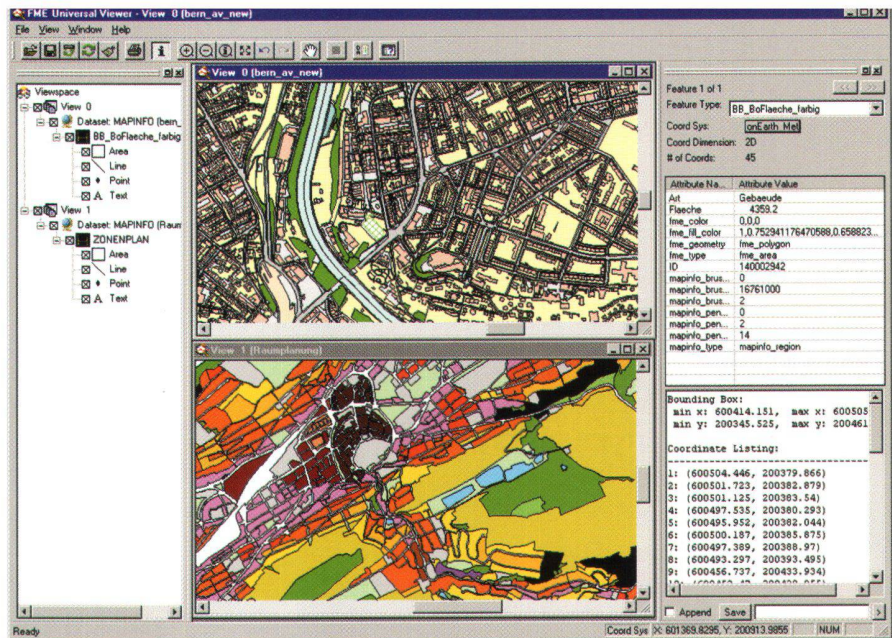 FME Universal Viewer - View 0 (bern_av_new)
File View Window Help
Viewspace
View 0
Dataset: MAPINFO (bern_
BB_BoFlaeche_farbig
Area
Line
Point
A Text
View 1
Dataset: MAPINFO (Raum
ZONENPLAN
Area
Line
Point
A Text
View 0 (bern_av_new)
View 1 (Raumplanung)
Feature 1 of 1
<< >>
Feature Type: BB_BoFlaeche_farbig
Coord Sys: onEarth Met
Coord Dimension: 2D
# of Coords: 45
Attribute Na... Attribute Value
Art Gebaeude
Flaeche 4359.2
fme_color 0,0,0
fme_fill_color 1,0.752941176470588,0.658823...
fme_geometry fme_polygon
fme_type fme_area
ID 140002942
mapinfo_brus... 0
mapinfo_brus... 16761000
mapinfo_brus... 2
mapinfo_pen... 0
mapinfo_pen... 2
mapinfo_pen... 14
mapinfo_type mapinfo_region
Bounding Box:
min x: 600414.151, max x: 600505
min y: 200345.525, max y: 200461
Coordinate Listing:
1: (600504.446, 200379.866)
2: (600501.723, 200382.879)
3: (600501.125, 200383.54)
4: (600497.535, 200380.293)
5: (600495.952, 200382.044)
6: (600500.187, 200385.875)
7: (600497.389, 200388.97)
8: (600493.297, 200393.495)
9: (600456.737, 200433.934)
Append Save >
Ready
Coord Sys X: 601369.8295, Y: 200913.9855 NUM